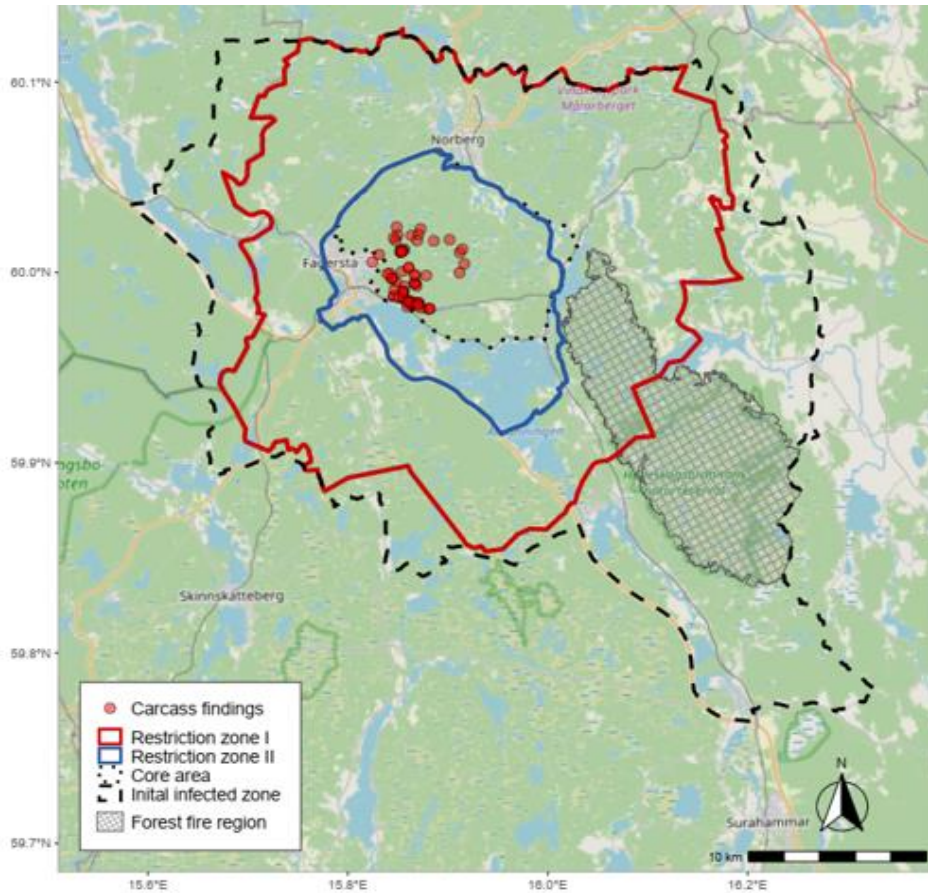 60.1°N
Målarberget
Norberg
60.0°N
Fagersta
59.9°N
Skinnskatteberg
59.8°N
Carcass findings
Restriction zone I
Restriction zone II
Core area
Inital infected zone
Forest fire region
N
Surahammar
59.7°N
10 km
15.6°E
15.8°E
16.0°E
16.2°E